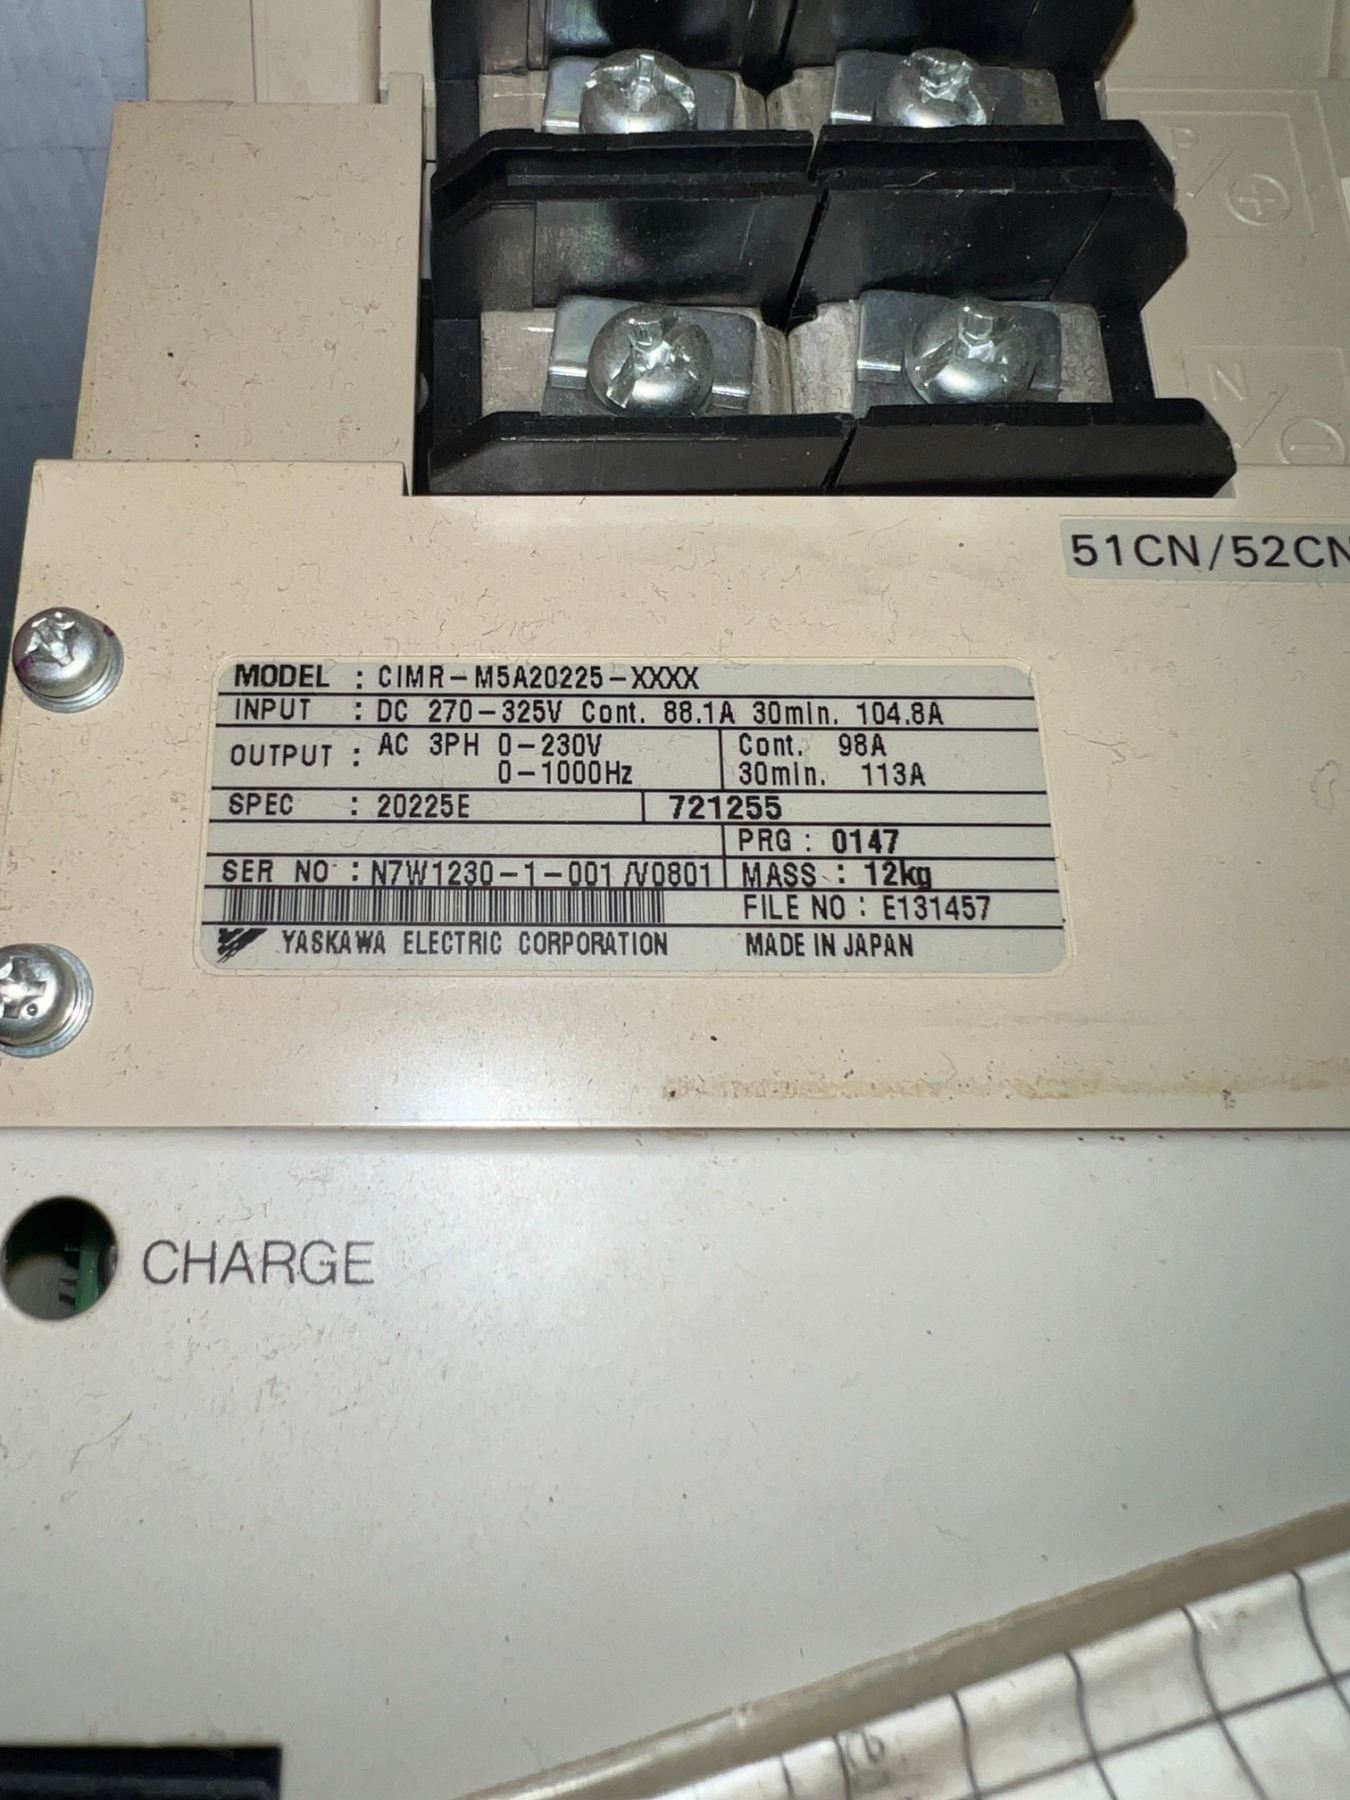 P/⊕
N/⊖
51CN/52CN
MODEL : CIMR-M5A20225-XXXX
INPUT : DC 270-325V Cont. 88.1A 30min. 104.8A
OUTPUT : AC 3PH 0-230V Cont. 98A
0-1000Hz 30min. 113A
SPEC : 20225E 721255
PRG : 0147
SER NO : N7W1230-1-001/V0801 MASS : 12kg
FILE NO : E131457
YASKAWA ELECTRIC CORPORATION MADE IN JAPAN
CHARGE